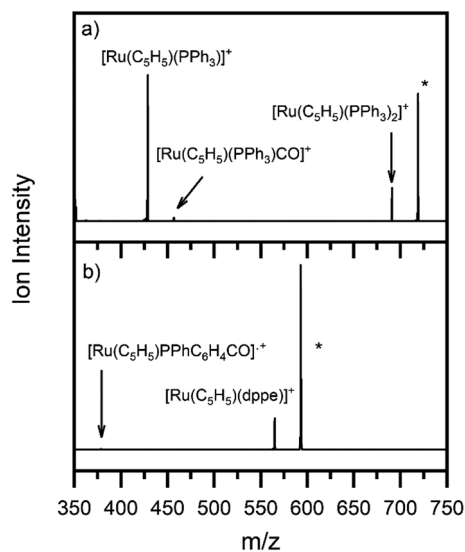 a)
[Ru(C₅H₅)(PPh₃)]⁺
*
[Ru(C₅H₅)(PPh₃)₂]⁺
[Ru(C₅H₅)(PPh₃)CO]⁺
b)
*
[Ru(C₅H₅)PPhC₆H₄CO]·⁺
[Ru(C₅H₅)(dppe)]⁺
Ion Intensity
350 400 450 500 550 600 650 700 750
m/z